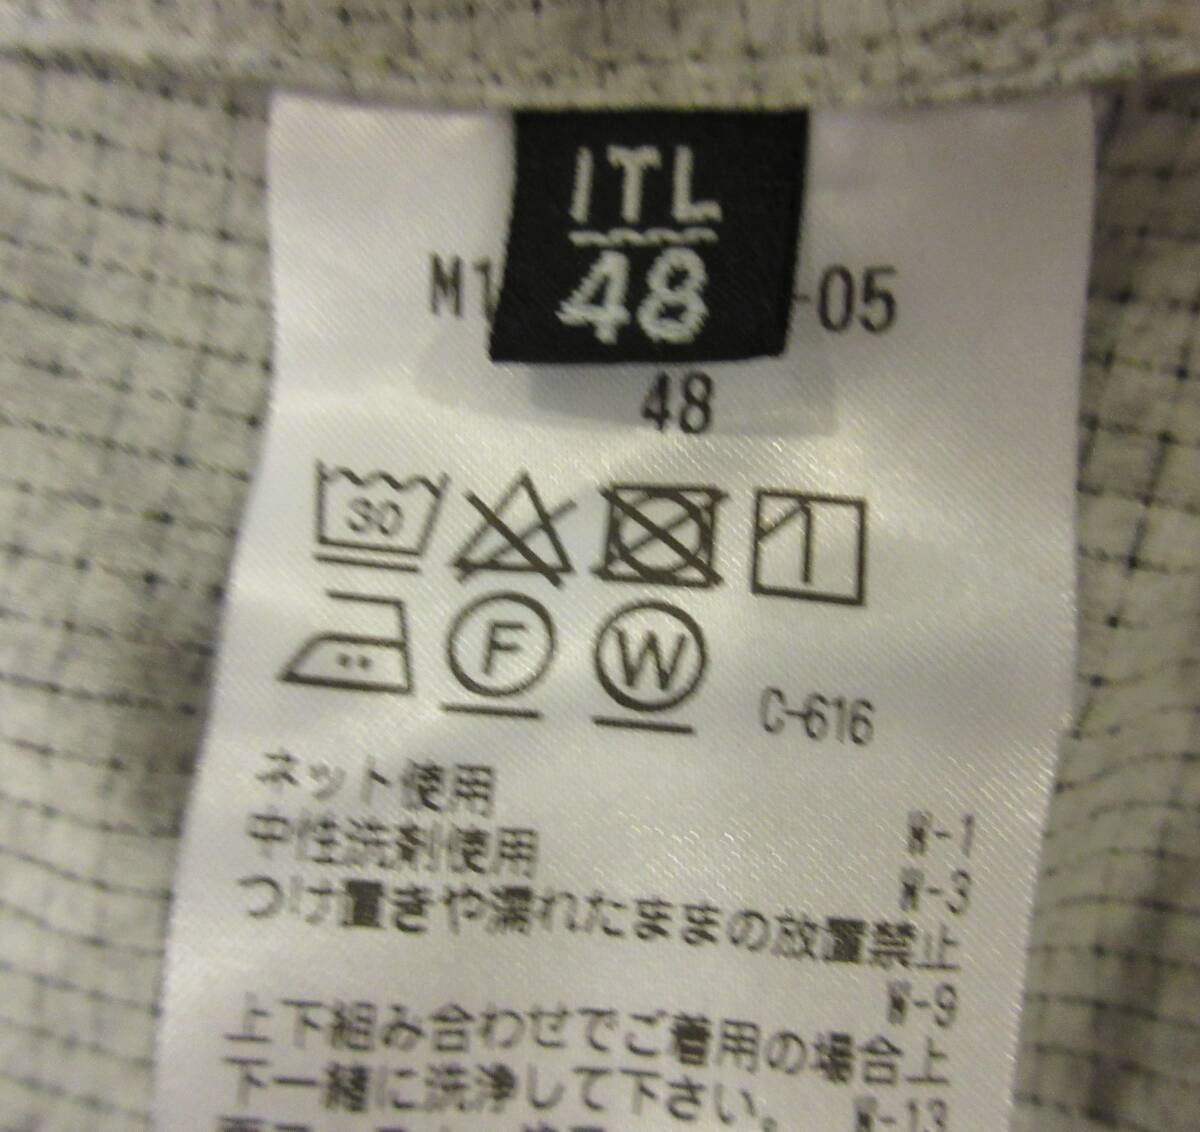 ITL
48
M1 -05
48
30
F W C-616
ネット使用
W-1
中性洗剤使用
W-3
つけ置きや濡れたままの放置禁止
W-9
上下組み合わせでご着用の場合上
下一緒に洗浄して下さい。 W-13